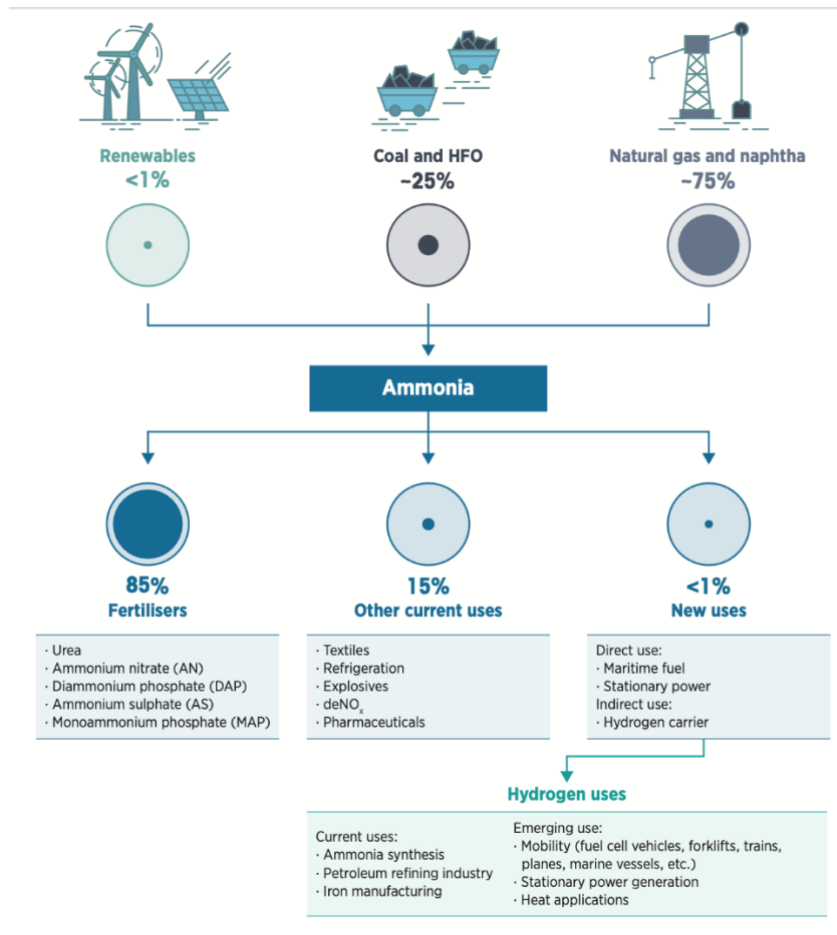 Renewables
<1%
Coal and HFO
~25%
Natural gas and naphtha
~75%
Ammonia
85%
Fertilisers
15%
Other current uses
<1%
New uses
· Urea
· Ammonium nitrate (AN)
· Diammonium phosphate (DAP)
· Ammonium sulphate (AS)
· Monoammonium phosphate (MAP)
· Textiles
· Refrigeration
· Explosives
· deNOx
· Pharmaceuticals
Direct use:
· Maritime fuel
· Stationary power
Indirect use:
· Hydrogen carrier
Hydrogen uses
Current uses:
· Ammonia synthesis
· Petroleum refining industry
· Iron manufacturing
Emerging use:
· Mobility (fuel cell vehicles, forklifts, trains,
planes, marine vessels, etc.)
· Stationary power generation
· Heat applications